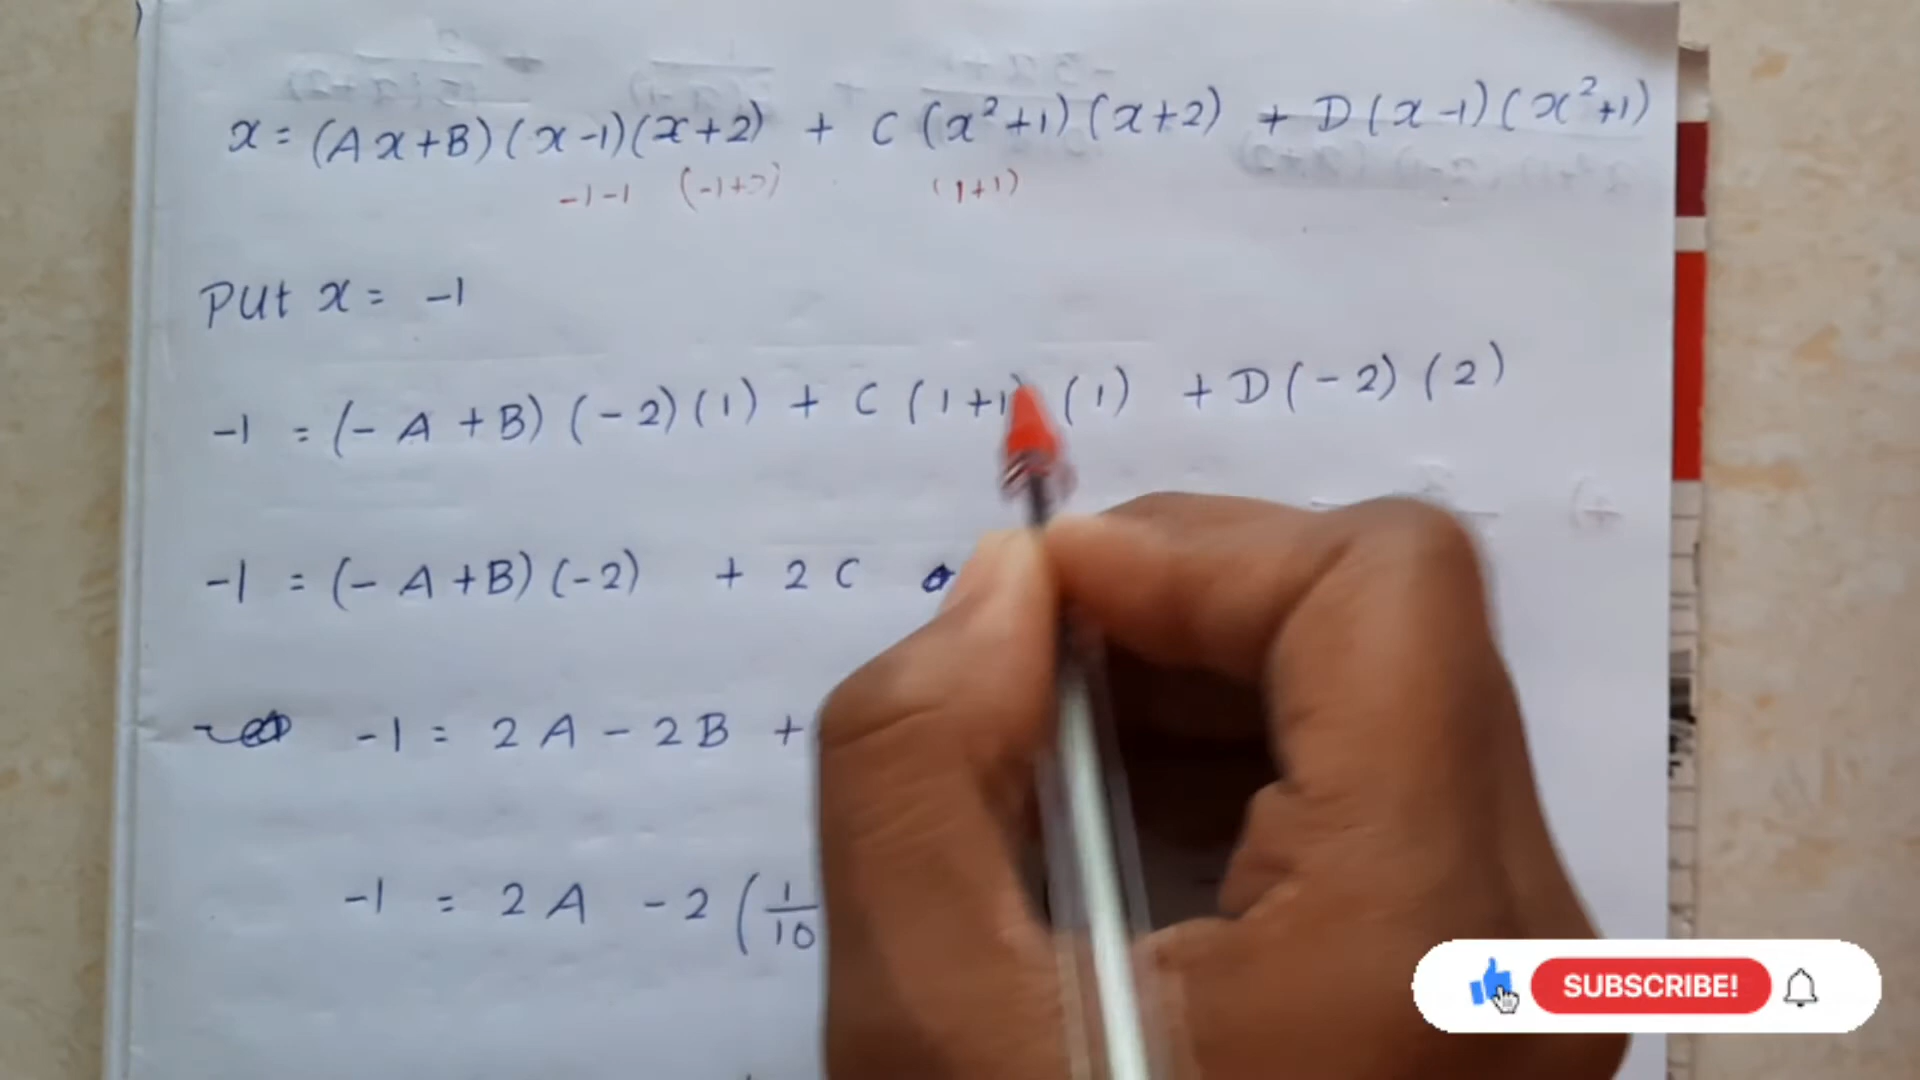 x = (Ax+B)(x-1)(x+2) + C(x²+1)(x+2) + D(x-1)(x²+1)
-1-1 (-1+2) (1+1)
Put x = -1
-1 = (-A+B)(-2)(1) + C(1+1)(1) + D(-2)(2)
-1 = (-A+B)(-2) + 2C
-1 = 2A - 2B +
-1 = 2A - 2(1/10
SUBSCRIBE!